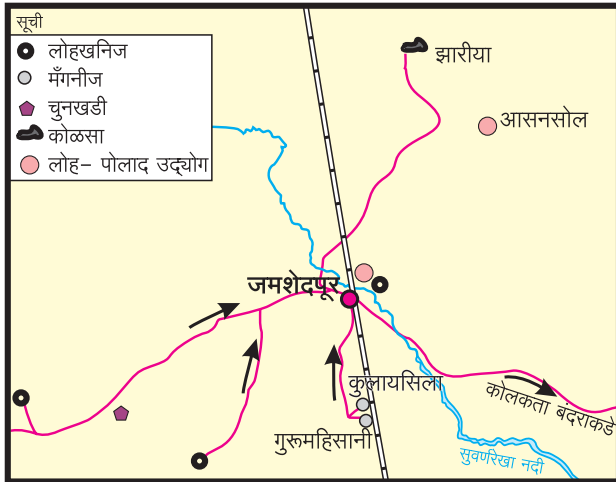 सूची
लोहखनिज
मँगनीज
चुनखडी
कोळसा
लोह– पोलाद उद्योग
झारीया
आसनसोल
जमशेदपूर
कुलायसिला
गुरूमहिसानी
कोलकता बंदराकडे
सुवर्णरेखा नदी